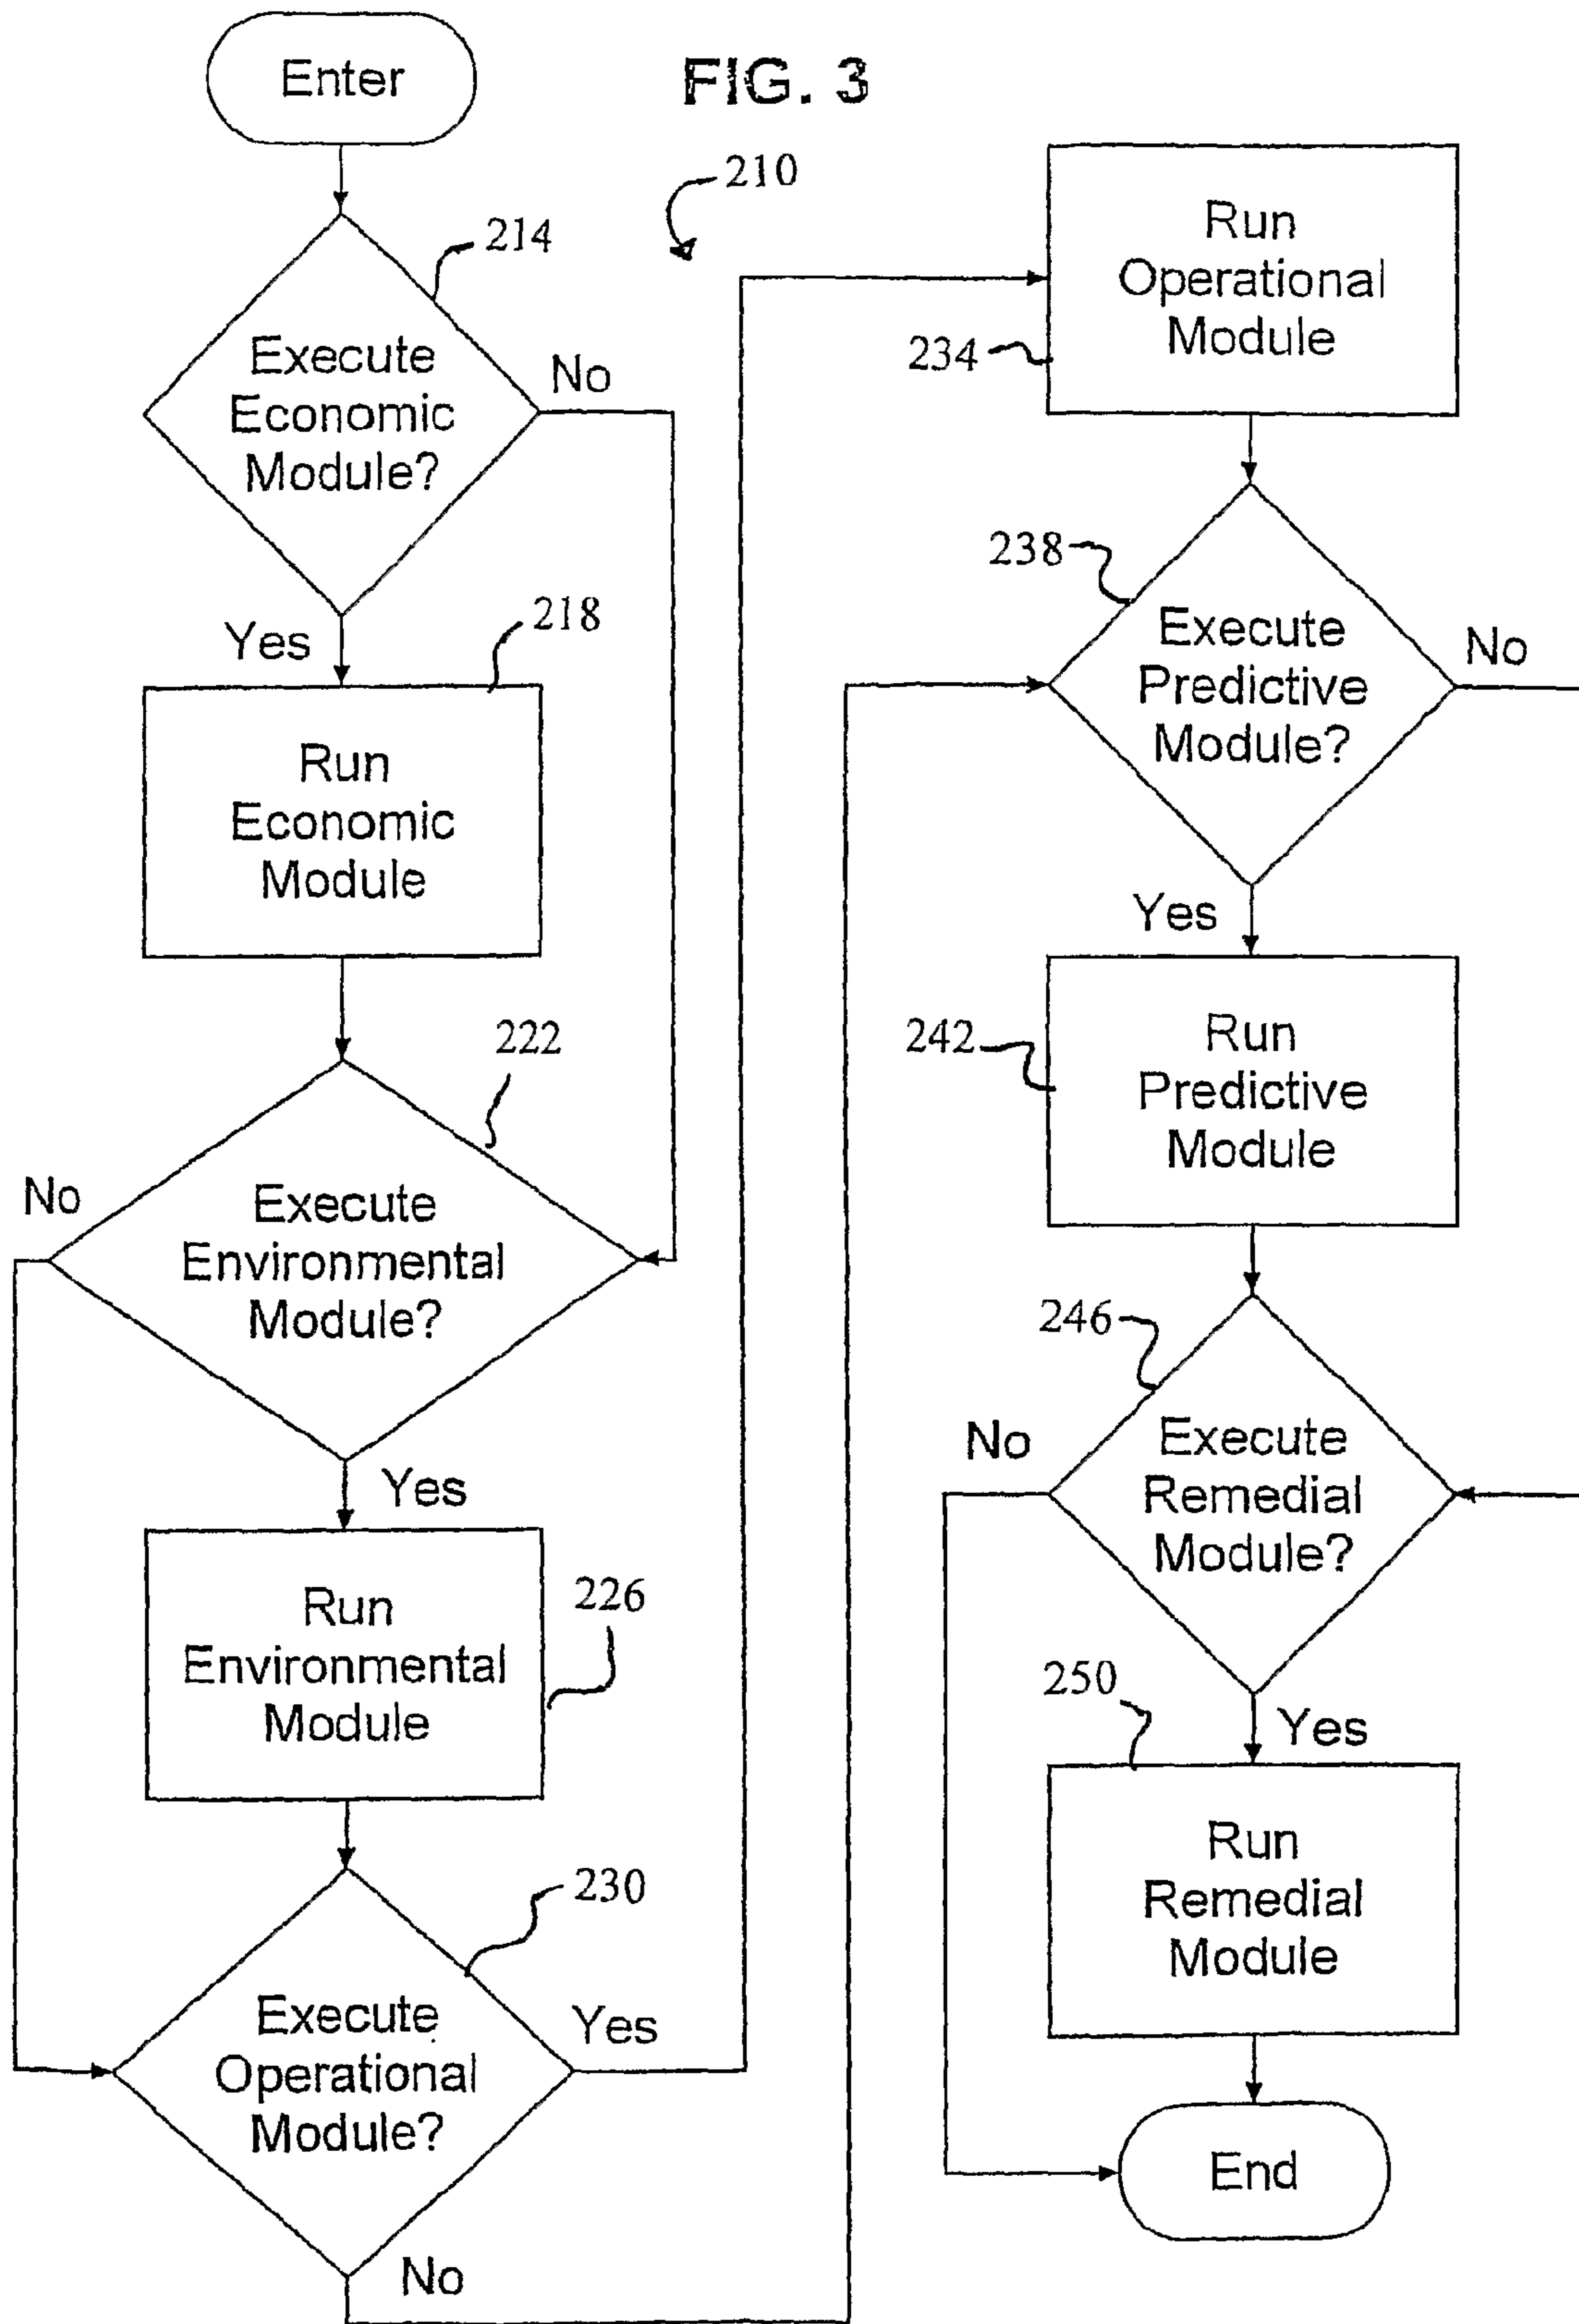 Enter
FIG. 3
210
214
Execute
Economic
Module?
No
Yes
218
Run
Economic
Module
222
No
Execute
Environmental
Module?
Yes
226
Run
Environmental
Module
230
Execute
Operational
Module?
Yes
No
Run
Operational
Module
234
238
Execute
Predictive
Module?
No
Yes
242
Run
Predictive
Module
246
No
Execute
Remedial
Module?
250
Yes
Run
Remedial
Module
End